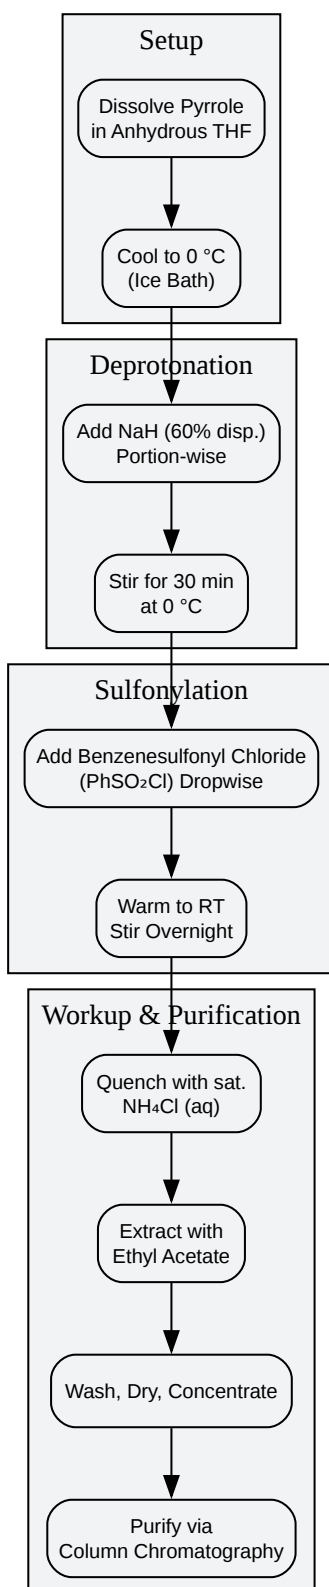 Setup
Dissolve Pyrrole
in Anhydrous THF
Cool to 0 °C
(Ice Bath)
Deprotonation
Add NaH (60% disp.)
Portion-wise
Stir for 30 min
at 0 °C
Sulfonylation
Add Benzenesulfonyl Chloride
(PhSO₂Cl) Dropwise
Warm to RT
Stir Overnight
Workup & Purification
Quench with sat.
NH₄Cl (aq)
Extract with
Ethyl Acetate
Wash, Dry, Concentrate
Purify via
Column Chromatography